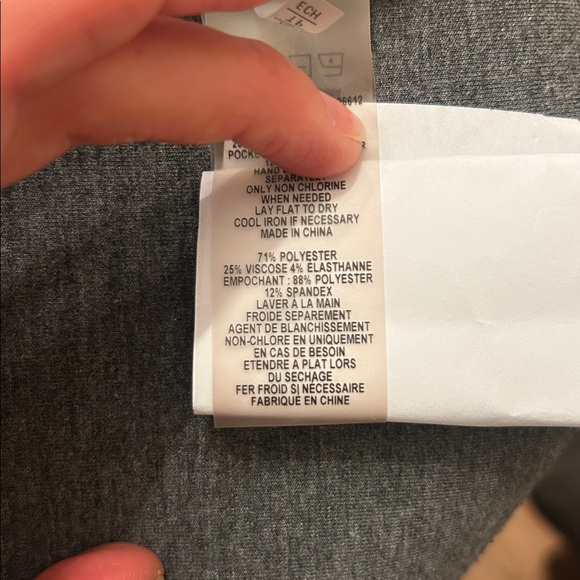 ECH
POCKE
HAND
SEPARATELY
ONLY NON CHLORINE
WHEN NEEDED
LAY FLAT TO DRY
COOL IRON IF NECESSARY
MADE IN CHINA
71% POLYESTER
25% VISCOSE 4% ÉLASTHANNE
EMPOCHANT : 88% POLYESTER
12% SPANDEX
LAVER À LA MAIN
FROIDE SEPAREMENT
AGENT DE BLANCHISSEMENT
NON-CHLORE EN UNIQUEMENT
EN CAS DE BESOIN
ETENDRE A PLAT LORS
DU SECHAGE
FER FROID SI NÉCESSAIRE
FABRIQUÉ EN CHINE